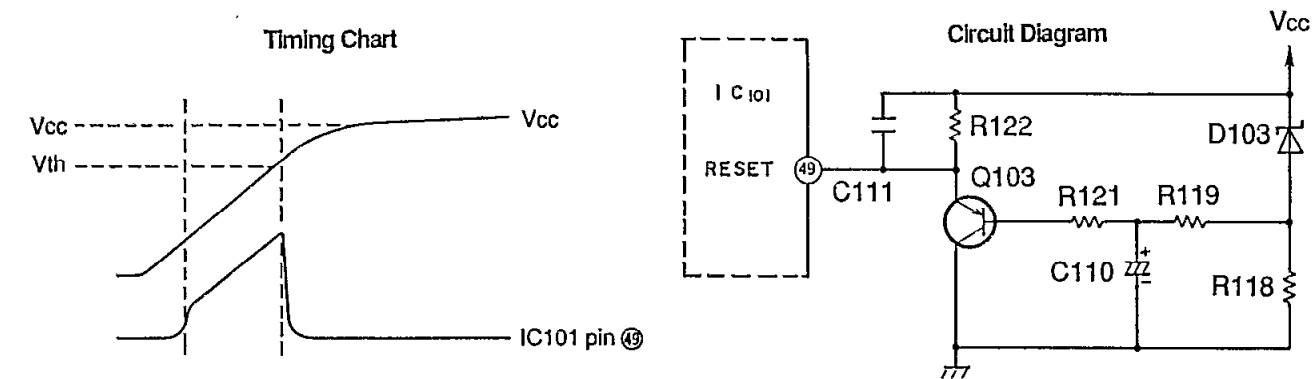 Timing Chart
Vcc
Vth
Vcc
IC101 pin ㊾
Circuit Diagram
IC101
RESET
49
C111
R122
Q103
R121
R119
C110
+
−
Vcc
D103
R118